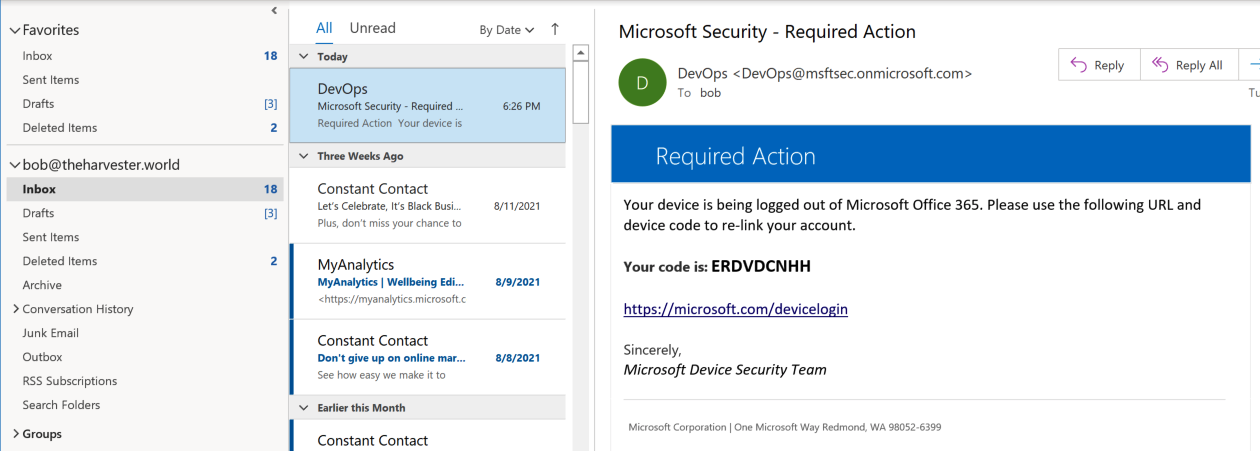 Favorites
Inbox 18
Sent Items
Drafts [3]
Deleted Items 2
bob@theharvester.world
Inbox 18
Drafts [3]
Sent Items
Deleted Items 2
Archive
Conversation History
Junk Email
Outbox
RSS Subscriptions
Search Folders
Groups
All Unread By Date
Today
DevOps
Microsoft Security - Required ... 6:26 PM
Required Action Your device is
Three Weeks Ago
Constant Contact
Let's Celebrate, It's Black Busi... 8/11/2021
Plus, don't miss your chance to
MyAnalytics
MyAnalytics | Wellbeing Edi... 8/9/2021
<https://myanalytics.microsoft.c
Constant Contact
Don't give up on online mar... 8/8/2021
See how easy we make it to
Earlier this Month
Constant Contact
Microsoft Security - Required Action
D
DevOps <DevOps@msftsec.onmicrosoft.com>
To bob
Reply Reply All
Tu
Required Action
Your device is being logged out of Microsoft Office 365. Please use the following URL and
device code to re-link your account.
Your code is: ERDVDCNHH
https://microsoft.com/devicelogin
Sincerely,
Microsoft Device Security Team
Microsoft Corporation | One Microsoft Way Redmond, WA 98052-6399